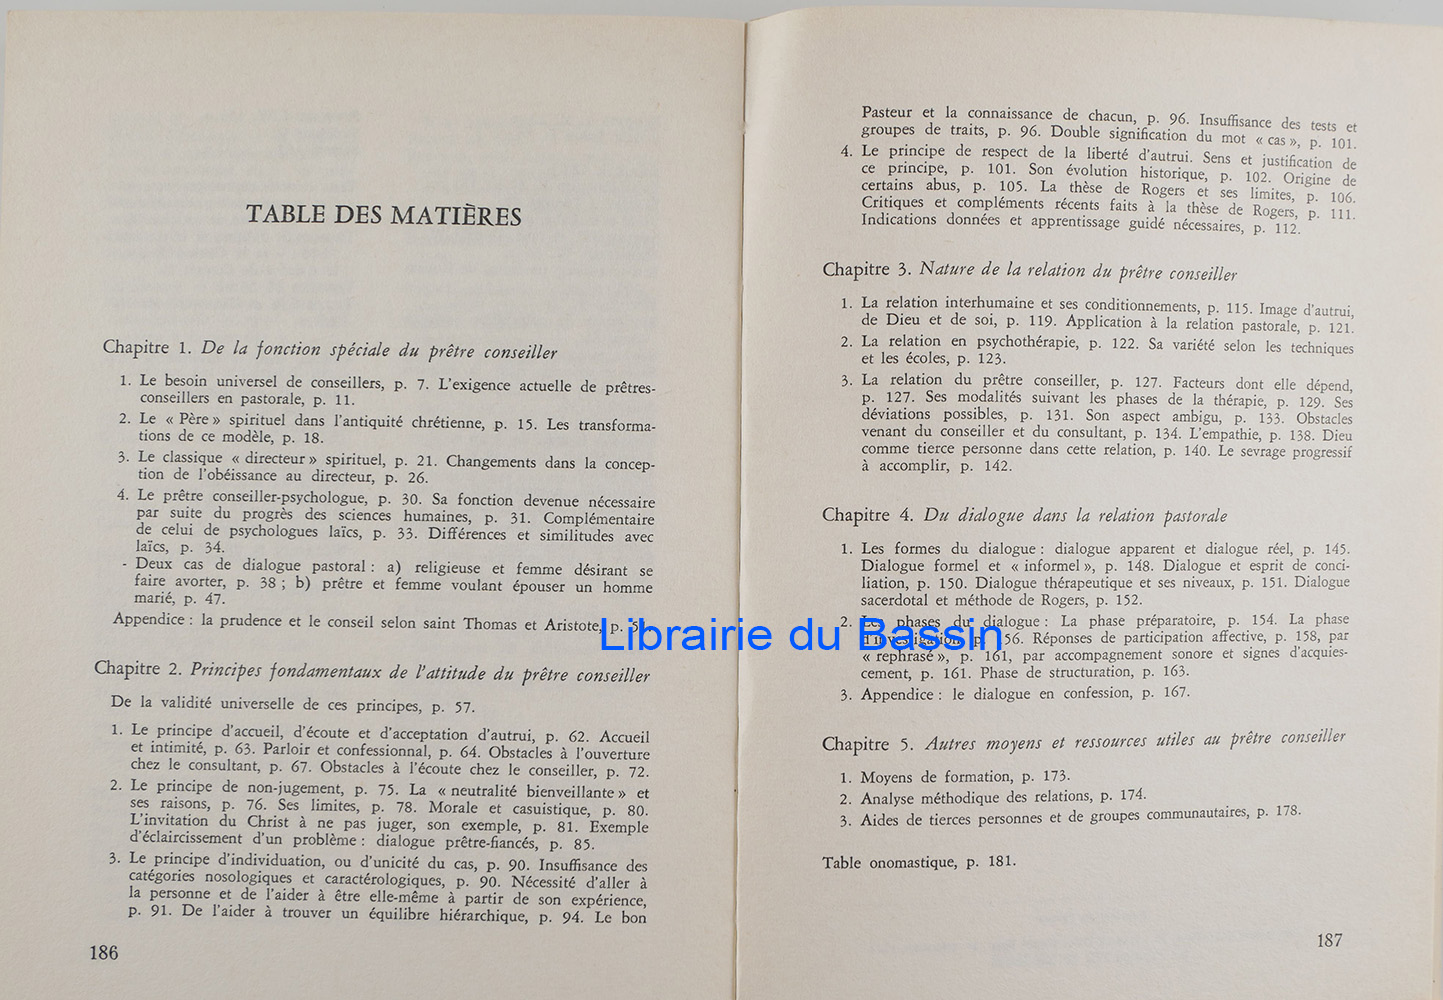 TABLE DES MATIÈRES
Chapitre 1. De la fonction spéciale du prêtre conseiller
1. Le besoin universel de conseillers, p. 7. L'exigence actuelle de prêtres-
conseillers en pastorale, p. 11.
2. Le « Père » spirituel dans l'antiquité chrétienne, p. 15. Les transforma-
tions de ce modèle, p. 18.
3. Le classique « directeur » spirituel, p. 21. Changements dans la concep-
tion de l'obéissance au directeur, p. 26.
4. Le prêtre conseiller-psychologue, p. 30. Sa fonction devenue nécessaire
par suite du progrès des sciences humaines, p. 31. Complémentaire
de celui de psychologues laïcs, p. 33. Différences et similitudes avec
laïcs, p. 34.
- Deux cas de dialogue pastoral : a) religieuse et femme désirant se
faire avorter, p. 38 ; b) prêtre et femme voulant épouser un homme
marié, p. 47.
Appendice : la prudence et le conseil selon saint Thomas et Aristote, p.
Chapitre 2. Principes fondamentaux de l'attitude du prêtre conseiller
De la validité universelle de ces principes, p. 57.
1. Le principe d'accueil, d'écoute et d'acceptation d'autrui, p. 62. Accueil
et intimité, p. 63. Parloir et confessionnal, p. 64. Obstacles à l'ouverture
chez le consultant, p. 67. Obstacles à l'écoute chez le conseiller, p. 72.
2. Le principe de non-jugement, p. 75. La « neutralité bienveillante » et
ses raisons, p. 76. Ses limites, p. 78. Morale et casuistique, p. 80.
L'invitation du Christ à ne pas juger, son exemple, p. 81. Exemple
d'éclaircissement d'un problème : dialogue prêtre-fiancés, p. 85.
3. Le principe d'individuation, ou d'unicité du cas, p. 90. Insuffisance des
catégories nosologiques et caractérologiques, p. 90. Nécessité d'aller à
la personne et de l'aider à être elle-même à partir de son expérience,
p. 91. De l'aider à trouver un équilibre hiérarchique, p. 94. Le bon
186
Pasteur et la connaissance de chacun, p. 96. Insuffisance des tests et
groupes de traits, p. 96. Double signification du mot « cas », p. 101.
4. Le principe de respect de la liberté d'autrui. Sens et justification de
ce principe, p. 101. Son évolution historique, p. 102. Origine de
certains abus, p. 105. La thèse de Rogers et ses limites, p. 106.
Critiques et compléments récents faits à la thèse de Rogers, p. 111.
Indications données et apprentissage guidé nécessaires, p. 112.
Chapitre 3. Nature de la relation du prêtre conseiller
1. La relation interhumaine et ses conditionnements, p. 115. Image d'autrui,
de Dieu et de soi, p. 119. Application à la relation pastorale, p. 121.
2. La relation en psychothérapie, p. 122. Sa variété selon les techniques
et les écoles, p. 123.
3. La relation du prêtre conseiller, p. 127. Facteurs dont elle dépend,
p. 127. Ses modalités suivant les phases de la thérapie, p. 129. Ses
déviations possibles, p. 131. Son aspect ambigu, p. 133. Obstacles
venant du conseiller et du consultant, p. 134. L'empathie, p. 138. Dieu
comme tierce personne dans cette relation, p. 140. Le sevrage progressif
à accomplir, p. 142.
Chapitre 4. Du dialogue dans la relation pastorale
1. Les formes du dialogue : dialogue apparent et dialogue réel, p. 145.
Dialogue formel et « informel », p. 148. Dialogue et esprit de conci-
liation, p. 150. Dialogue thérapeutique et ses niveaux, p. 151. Dialogue
sacerdotal et méthode de Rogers, p. 152.
2. Les phases du dialogue : La phase préparatoire, p. 154. La phase
d'investigation, p. 156. Réponses de participation affective, p. 158, par
« rephrasé », p. 161, par accompagnement sonore et signes d'acquies-
cement, p. 161. Phase de structuration, p. 163.
3. Appendice : le dialogue en confession, p. 167.
Chapitre 5. Autres moyens et ressources utiles au prêtre conseiller
1. Moyens de formation, p. 173.
2. Analyse méthodique des relations, p. 174.
3. Aides de tierces personnes et de groupes communautaires, p. 178.
Table onomastique, p. 181.
187
Librairie du Bassin